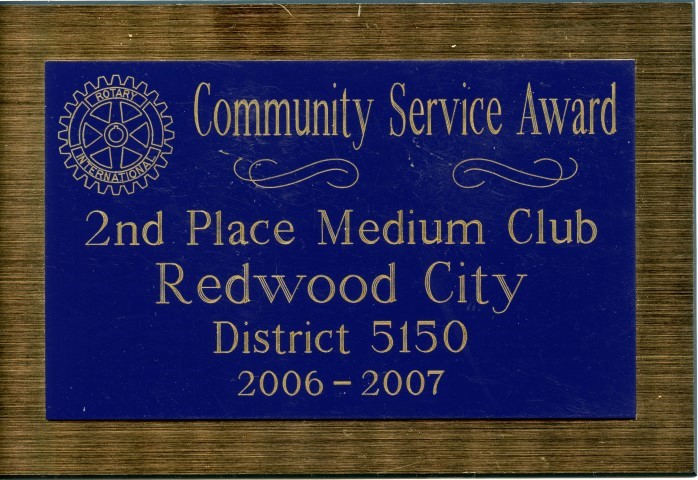 ROTARY
INTERNATIONAL
Community Service Award
2nd Place Medium Club
Redwood City
District 5150
2006 – 2007